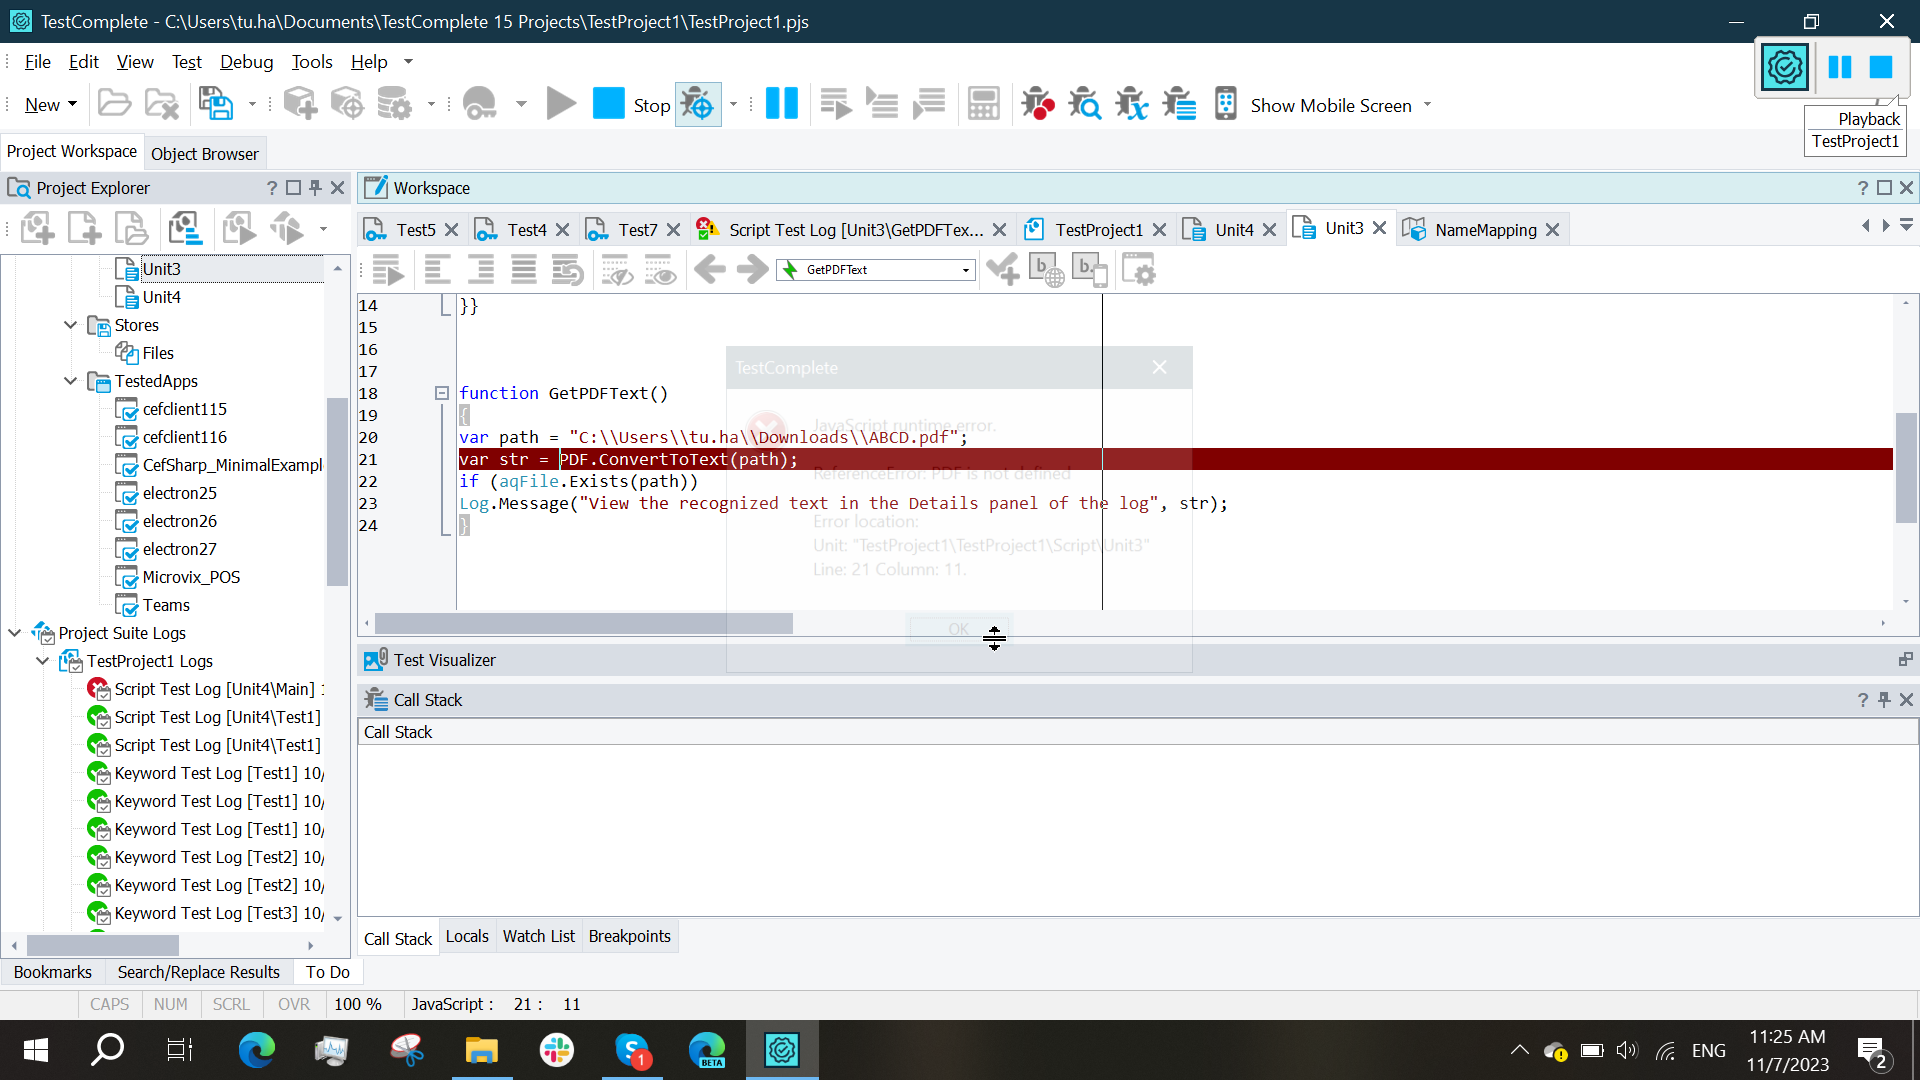 TestComplete - C:\Users\tu.ha\Documents\TestComplete 15 Projects\TestProject1\TestProject1.pjs
File Edit View Test Debug Tools Help
New Stop Show Mobile Screen
Playback
TestProject1
Project Workspace Object Browser
Project Explorer ?
Workspace ?
Test5 Test4 Test7 Script Test Log [Unit3\GetPDFTex... TestProject1 Unit4 Unit3 NameMapping
GetPDFText
Unit3
Unit4
Stores
Files
TestedApps
cefclient115
cefclient116
CefSharp_MinimalExampl
electron25
electron26
electron27
Microvix_POS
Teams
Project Suite Logs
TestProject1 Logs
Script Test Log [Unit4\Main] 1
Script Test Log [Unit4\Test1]
Script Test Log [Unit4\Test1]
Keyword Test Log [Test1] 10/
Keyword Test Log [Test1] 10/
Keyword Test Log [Test1] 10/
Keyword Test Log [Test2] 10/
Keyword Test Log [Test2] 10/
Keyword Test Log [Test3] 10/
14 }}
15
16
17
18 function GetPDFText()
19 {
20 var path = "C:\\Users\\tu.ha\\Downloads\\ABCD.pdf";
21 var str = PDF.ConvertToText(path);
22 if (aqFile.Exists(path))
23 Log.Message("View the recognized text in the Details panel of the log", str);
24 }
TestComplete
JavaScript runtime error.
ReferenceError: PDF is not defined
Error location:
Unit: "TestProject1\TestProject1\Script\Unit3"
Line: 21 Column: 11.
OK
Test Visualizer
Call Stack ?
Call Stack
Call Stack Locals Watch List Breakpoints
Bookmarks Search/Replace Results To Do
CAPS NUM SCRL OVR 100 % JavaScript : 21 : 11
1
BETA
ENG
11:25 AM
11/7/2023
2